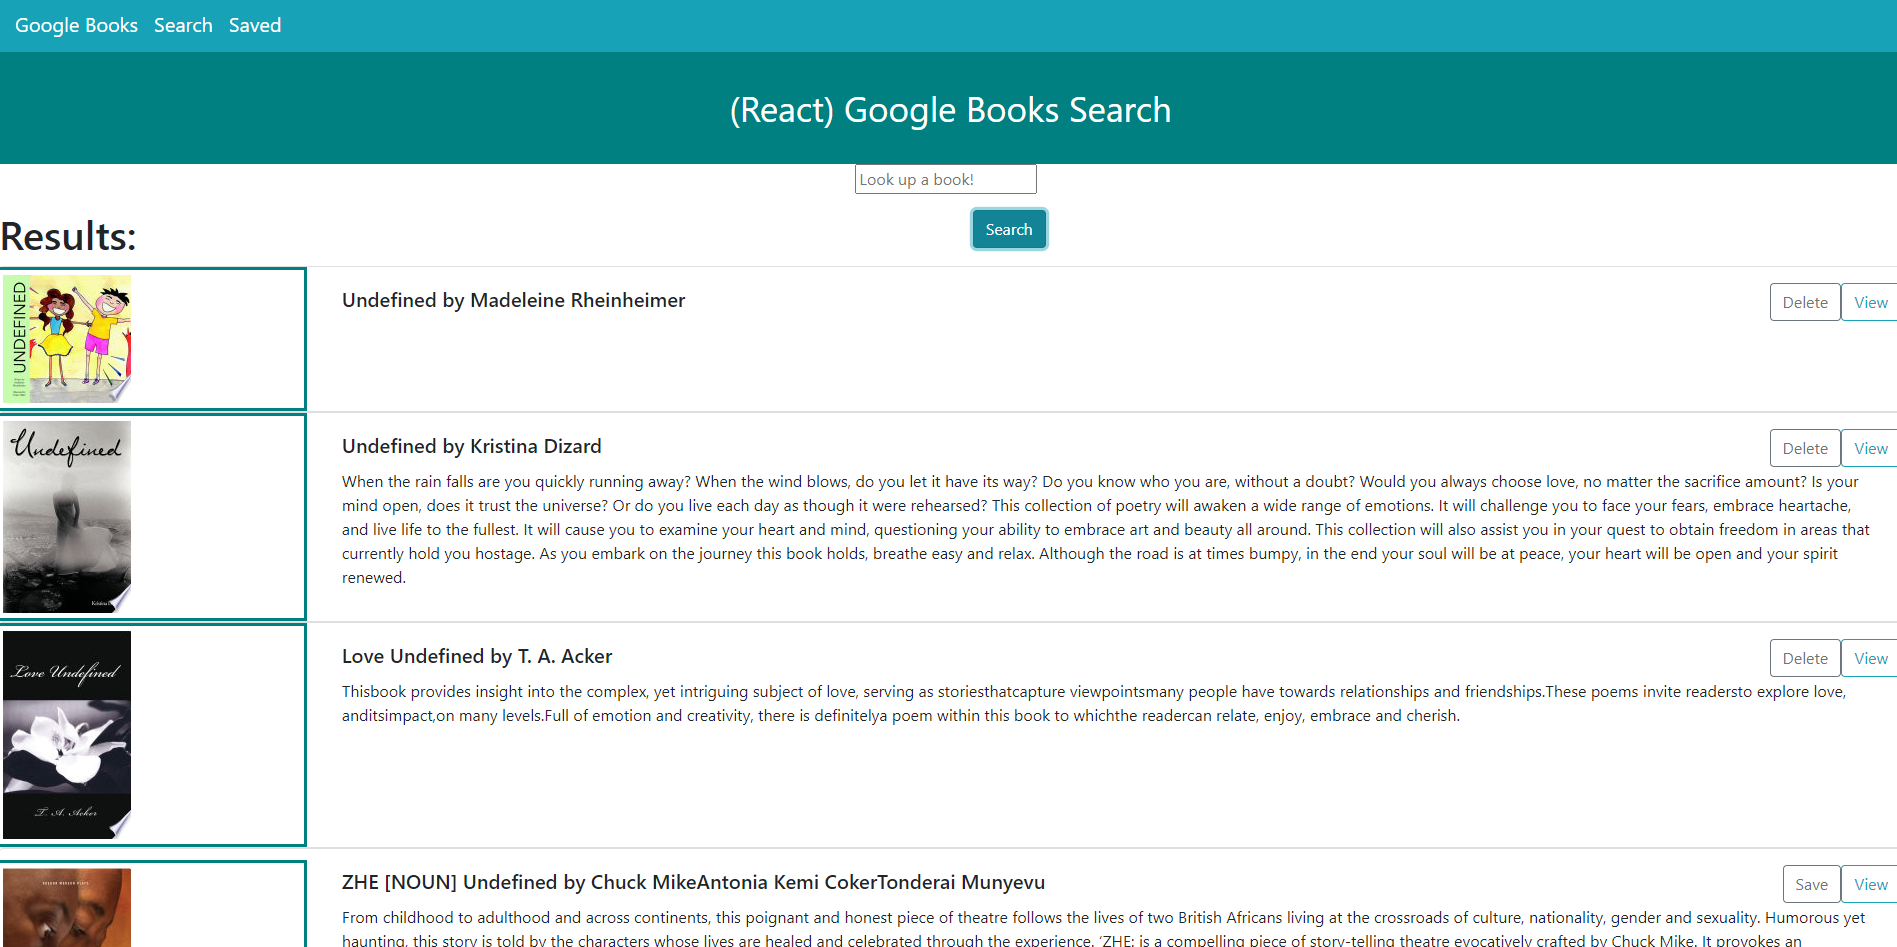 Google Books Search Saved
(React) Google Books Search
Look up a book!
Search
Results:
UNDEFINED
Undefined by Madeleine Rheinheimer
Delete View
Undefined
Undefined by Kristina Dizard
Delete View
When the rain falls are you quickly running away? When the wind blows, do you let it have its way? Do you know who you are, without a doubt? Would you always choose love, no matter the sacrifice amount? Is your
mind open, does it trust the universe? Or do you live each day as though it were rehearsed? This collection of poetry will awaken a wide range of emotions. It will challenge you to face your fears, embrace heartache,
and live life to the fullest. It will cause you to examine your heart and mind, questioning your ability to embrace art and beauty all around. This collection will also assist you in your quest to obtain freedom in areas that
currently hold you hostage. As you embark on the journey this book holds, breathe easy and relax. Although the road is at times bumpy, in the end your soul will be at peace, your heart will be open and your spirit
renewed.
Love Undefined
T. A. Acker
Love Undefined by T. A. Acker
Delete View
Thisbook provides insight into the complex, yet intriguing subject of love, serving as storiesthatcapture viewpointsmany people have towards relationships and friendships.These poems invite readersto explore love,
anditsimpact,on many levels.Full of emotion and creativity, there is definitelya poem within this book to whichthe readercan relate, enjoy, embrace and cherish.
ZHE [NOUN] Undefined by Chuck MikeAntonia Kemi CokerTonderai Munyevu
Save View
From childhood to adulthood and across continents, this poignant and honest piece of theatre follows the lives of two British Africans living at the crossroads of culture, nationality, gender and sexuality. Humorous yet
haunting, this story is told by the characters whose lives are healed and celebrated through the experience. 'ZHE: is a compelling piece of story-telling theatre evocatively crafted by Chuck Mike. It provokes an